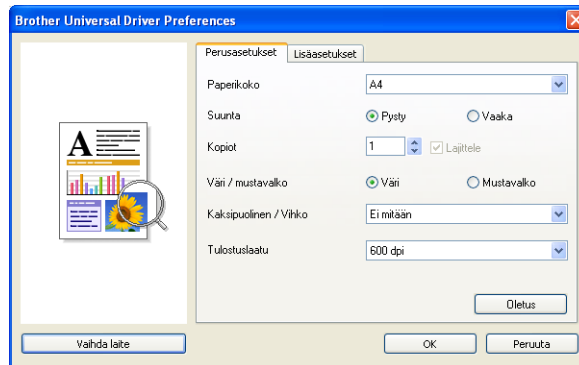 Brother Universal Driver Preferences
Perusasetukset Lisäasetukset
Paperikoko A4
Suunta Pysty Vaaka
Kopiot 1 Lajittele
Väri / mustavalko Väri Mustavalko
Kaksipuolinen / Vihko Ei mitään
Tulostuslaatu 600 dpi
A
Oletus
Vaihda laite OK Peruuta